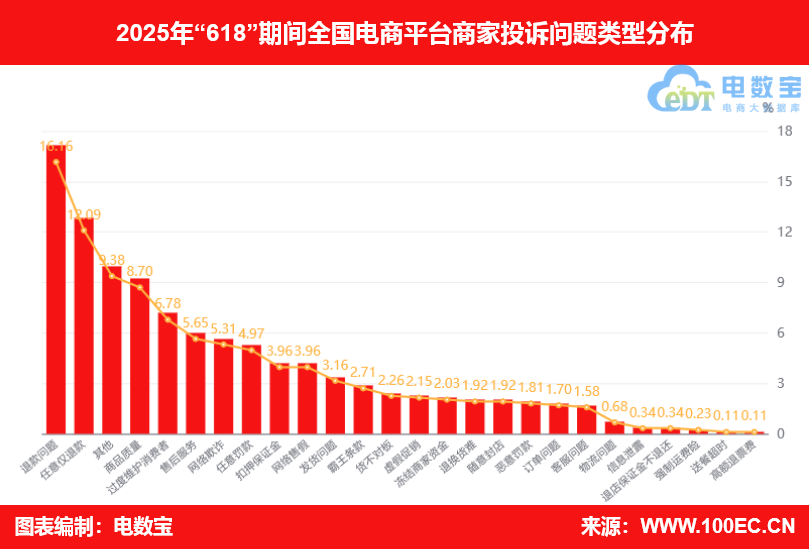 2025年“618”期间全国电商平台商家投诉问题类型分布
eDT 电数宝
电商大数据库
%
18
15
12
9
6
3
0
16.16
12.09
9.38
8.70
6.78
5.65
5.31
4.97
3.96
3.96
3.16
2.71
2.26
2.15
2.03
1.92
1.92
1.81
1.70
1.58
0.68
0.34
0.34
0.23
0.11
0.11
退款问题
任意仅退款
其他
商品质量
过度维护消费者
售后服务
网络欺诈
任意罚款
扣押保证金
网络售假
发货问题
霸王条款
货不对板
虚假促销
冻结商家资金
退换货难
随意封店
恶意罚款
订单问题
客服问题
物流问题
信息泄露
退店保证金不退还
强制运费险
送餐超时
高额退票费
图表编制：电数宝
来源：WWW.100EC.CN